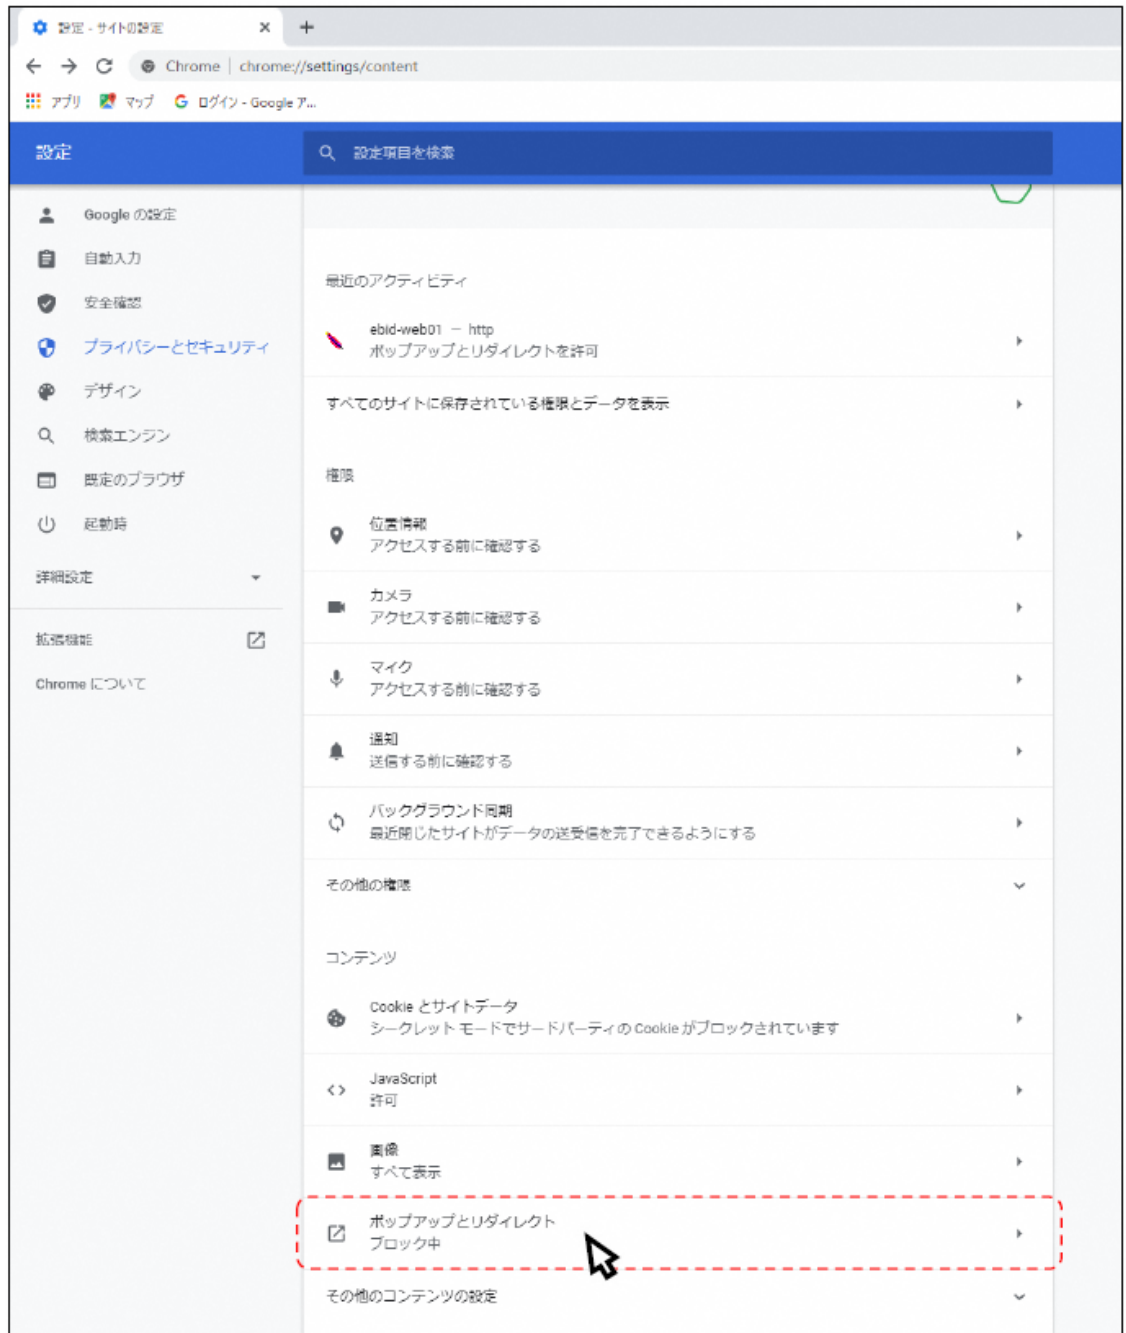 設定 - サイトの設定
Chrome | chrome://settings/content
アプリ マップ ログイン - Google ア...
設定
設定項目を検索
Google の設定
自動入力
安全確認
プライバシーとセキュリティ
デザイン
検索エンジン
既定のブラウザ
起動時
詳細設定
拡張機能
Chrome について
最近のアクティビティ
ebid-web01 − http
ポップアップとリダイレクトを許可
すべてのサイトに保存されている権限とデータを表示
権限
位置情報
アクセスする前に確認する
カメラ
アクセスする前に確認する
マイク
アクセスする前に確認する
通知
送信する前に確認する
バックグラウンド同期
最近閉じたサイトがデータの送受信を完了できるようにする
その他の権限
コンテンツ
Cookie とサイトデータ
シークレット モードでサードパーティの Cookie がブロックされています
JavaScript
許可
画像
すべて表示
ポップアップとリダイレクト
ブロック中
その他のコンテンツの設定